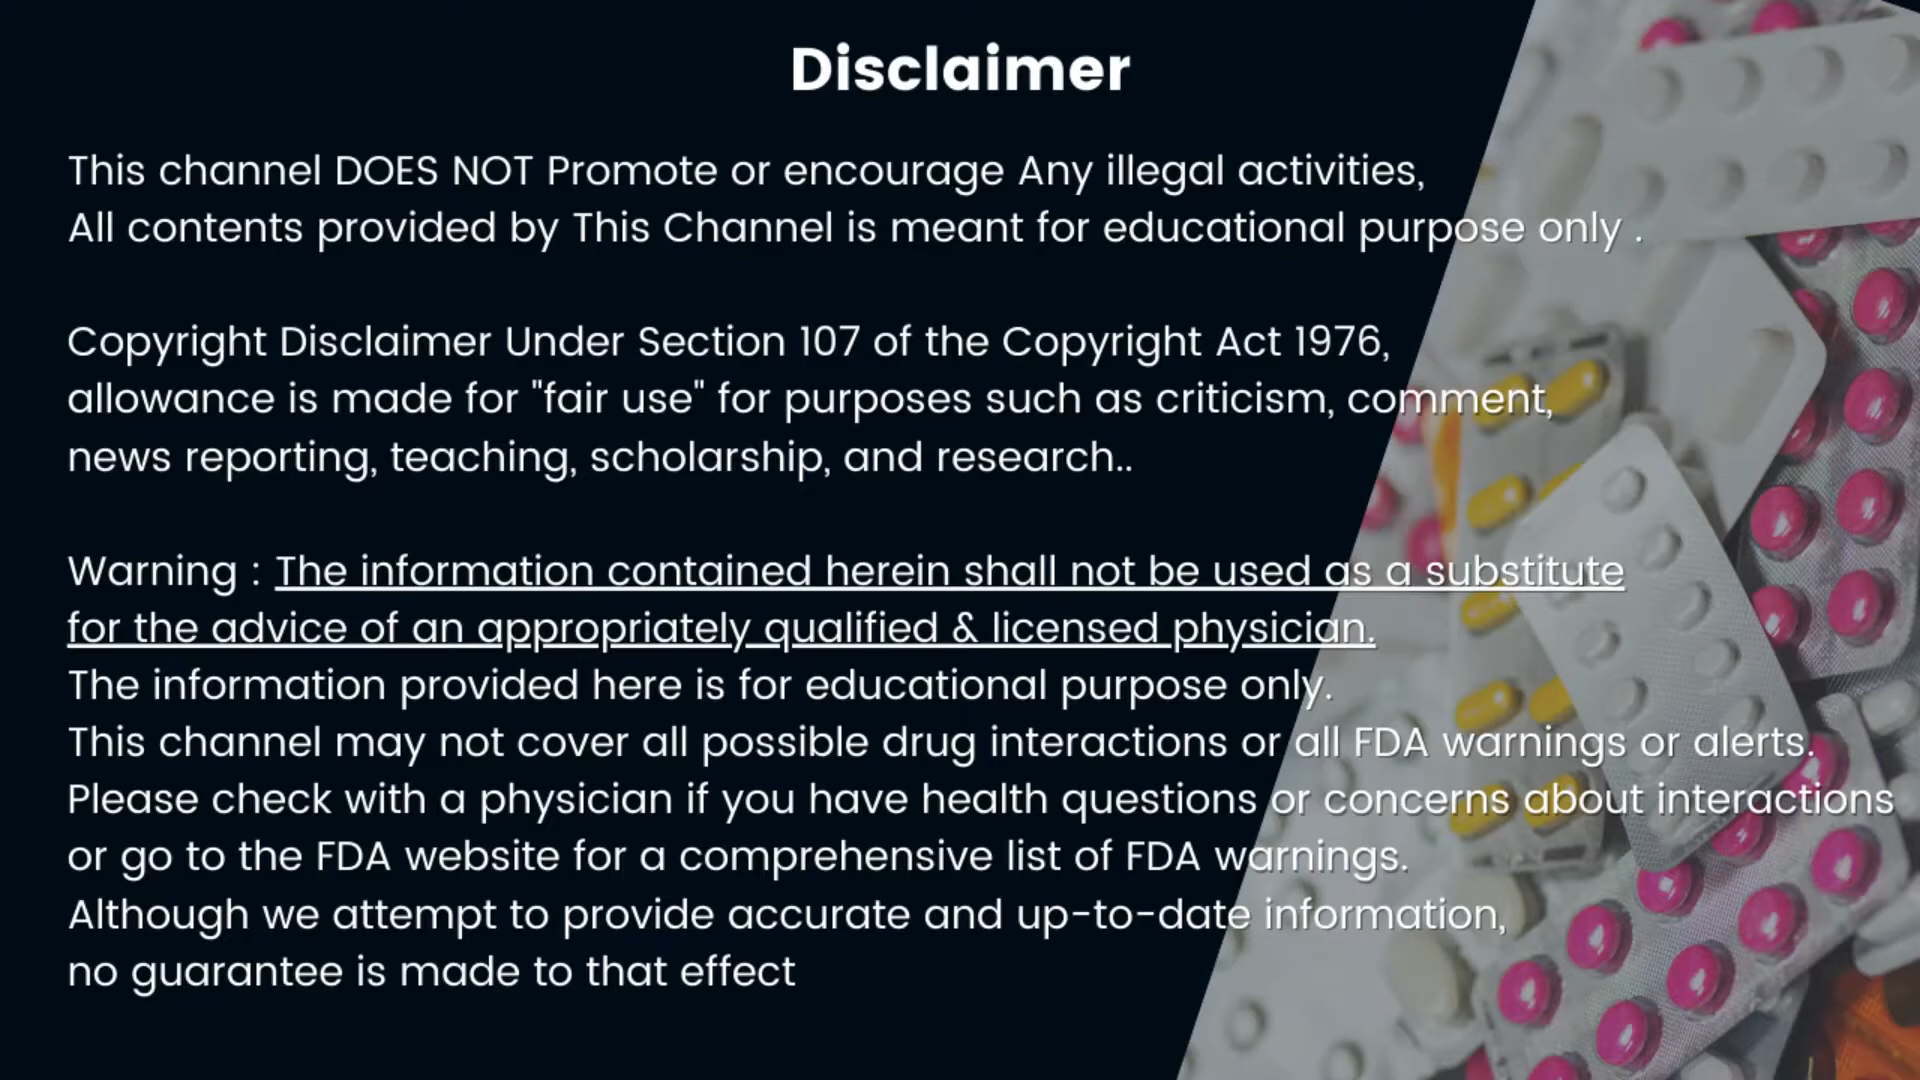 Disclaimer
This channel DOES NOT Promote or encourage Any illegal activities,
All contents provided by This Channel is meant for educational purpose only .
Copyright Disclaimer Under Section 107 of the Copyright Act 1976,
allowance is made for "fair use" for purposes such as criticism, comment,
news reporting, teaching, scholarship, and research..
Warning : The information contained herein shall not be used as a substitute
for the advice of an appropriately qualified & licensed physician.
The information provided here is for educational purpose only.
This channel may not cover all possible drug interactions or all FDA warnings or alerts.
Please check with a physician if you have health questions or concerns about interactions
or go to the FDA website for a comprehensive list of FDA warnings.
Although we attempt to provide accurate and up-to-date information,
no guarantee is made to that effect